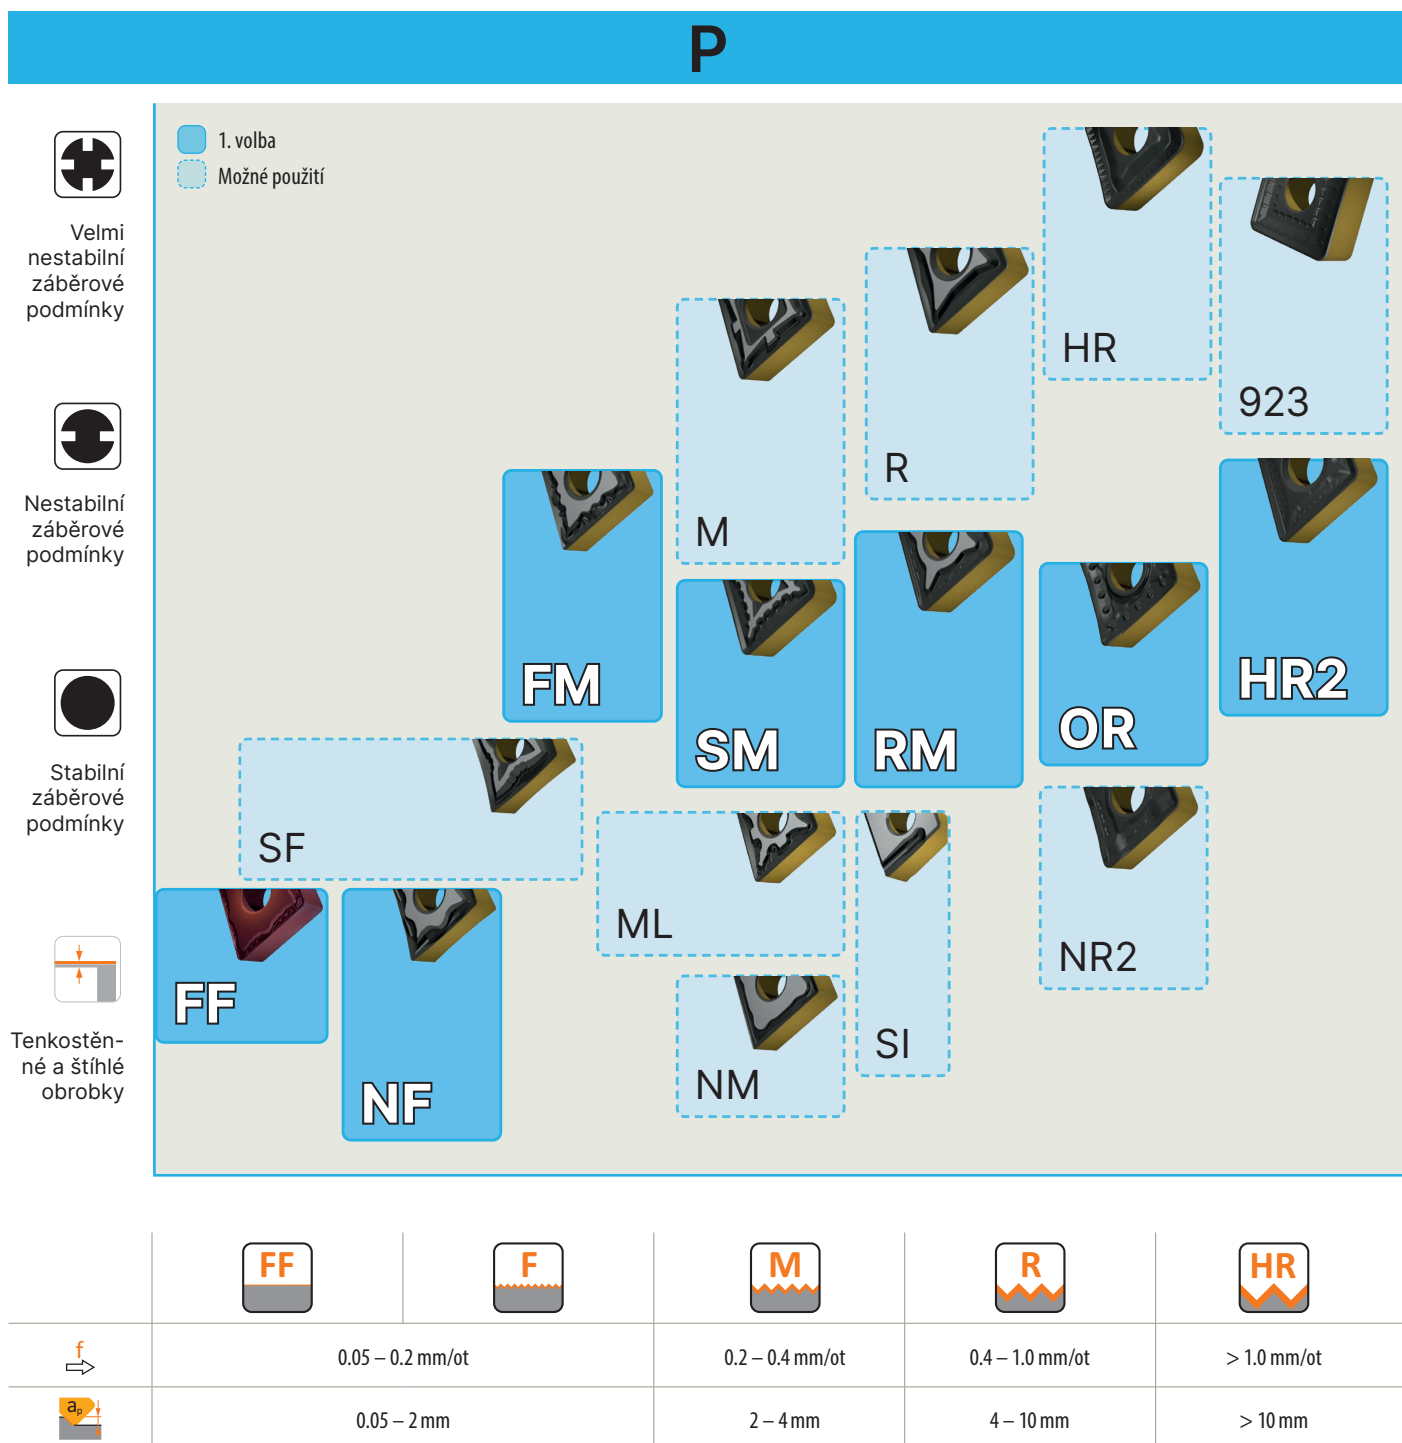 P
1. volba
Možné použití
Velmi
nestabilní
záběrové
podmínky
Nestabilní
záběrové
podmínky
Stabilní
záběrové
podmínky
Tenkostěn-
né a štíhlé
obrobky
HR
923
R
M
FM
SM
RM
OR
HR2
SF
ML
SI
NR2
FF
NF
NM
FF
F
M
R
HR
f
0.05 – 0.2 mm/ot
0.2 – 0.4 mm/ot
0.4 – 1.0 mm/ot
> 1.0 mm/ot
ap
0.05 – 2 mm
2 – 4 mm
4 – 10 mm
> 10 mm